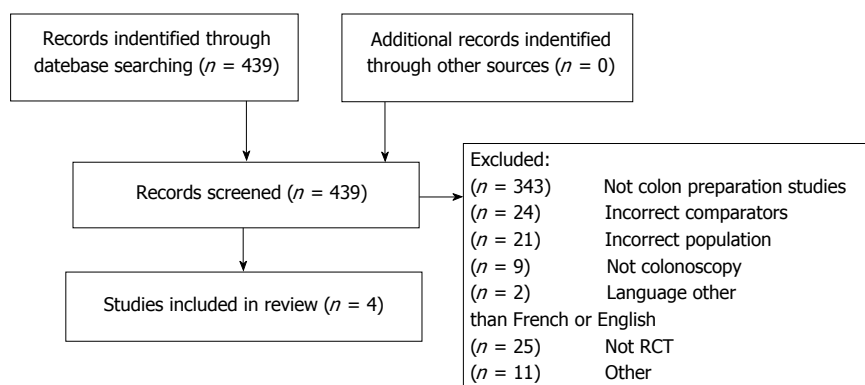 Records indentified through
datebase searching (n = 439)
Additional records indentified
through other sources (n = 0)
Records screened (n = 439)
Studies included in review (n = 4)
Excluded:
(n = 343) Not colon preparation studies
(n = 24) Incorrect comparators
(n = 21) Incorrect population
(n = 9) Not colonoscopy
(n = 2) Language other
than French or English
(n = 25) Not RCT
(n = 11) Other